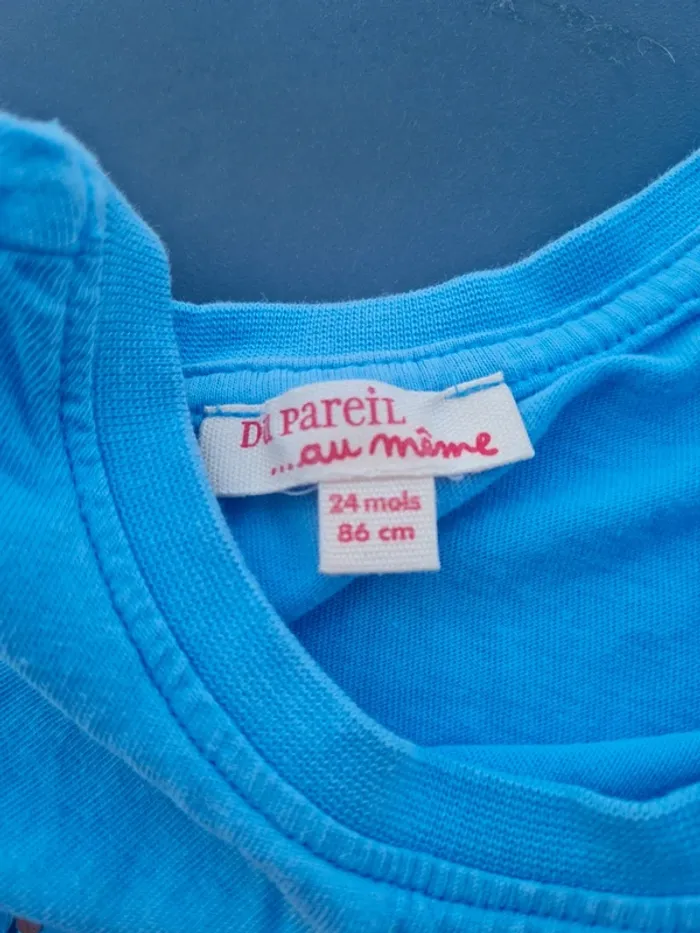 Du Pareil
...au même
24 mois
86 cm